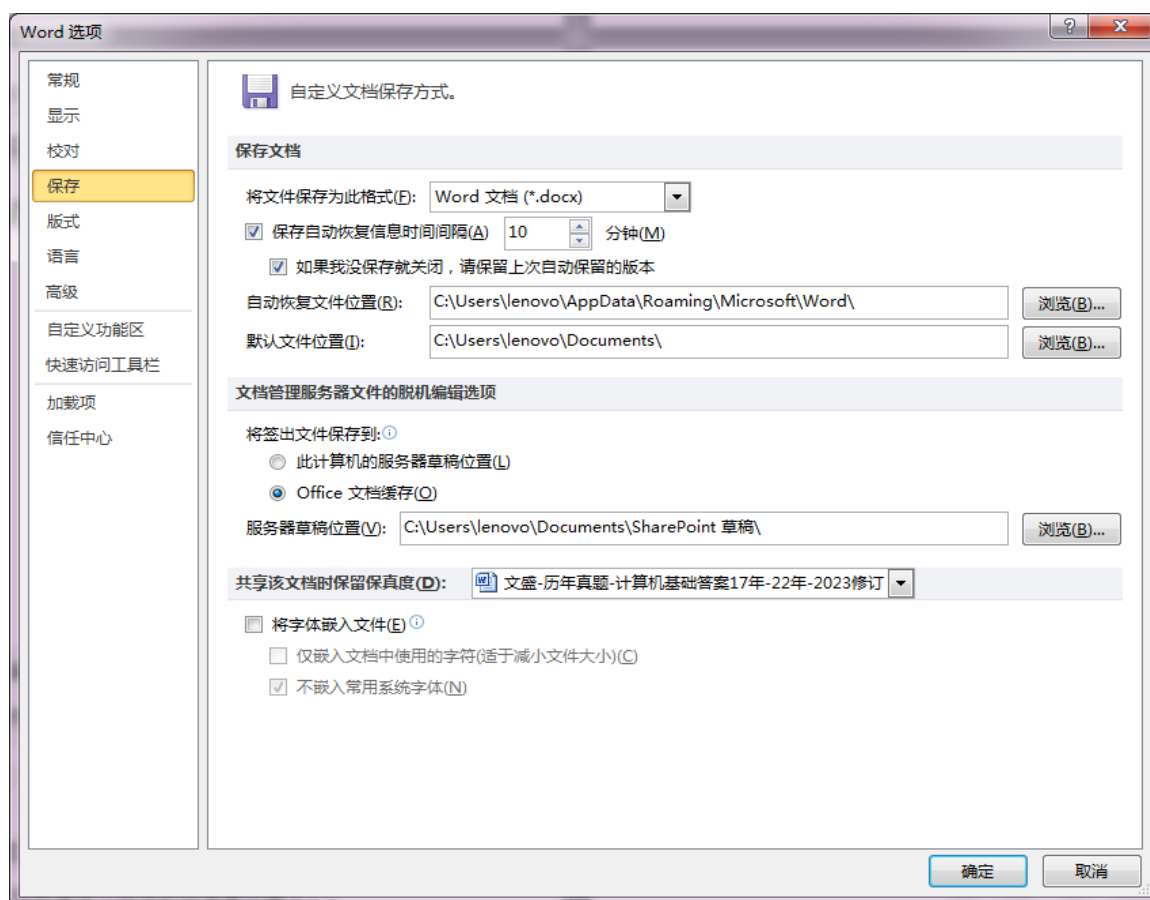 Word 选项
常规
显示
校对
保存
版式
语言
高级
自定义功能区
快速访问工具栏
加载项
信任中心
自定义文档保存方式。
保存文档
将文件保存为此格式(F): Word 文档 (*.docx)
保存自动恢复信息时间间隔(A) 10 分钟(M)
如果我没保存就关闭，请保留上次自动保留的版本
自动恢复文件位置(R): C:\Users\lenovo\AppData\Roaming\Microsoft\Word\ 浏览(B)...
默认文件位置(I): C:\Users\lenovo\Documents\ 浏览(B)...
文档管理服务器文件的脱机编辑选项
将签出文件保存到:
此计算机的服务器草稿位置(L)
Office 文档缓存(O)
服务器草稿位置(V): C:\Users\lenovo\Documents\SharePoint 草稿\ 浏览(B)...
共享该文档时保留保真度(D): 文盛-历年真题-计算机基础答案17年-22年-2023修订
将字体嵌入文件(E)
仅嵌入文档中使用的字符(适于减小文件大小)(C)
不嵌入常用系统字体(N)
确定 取消